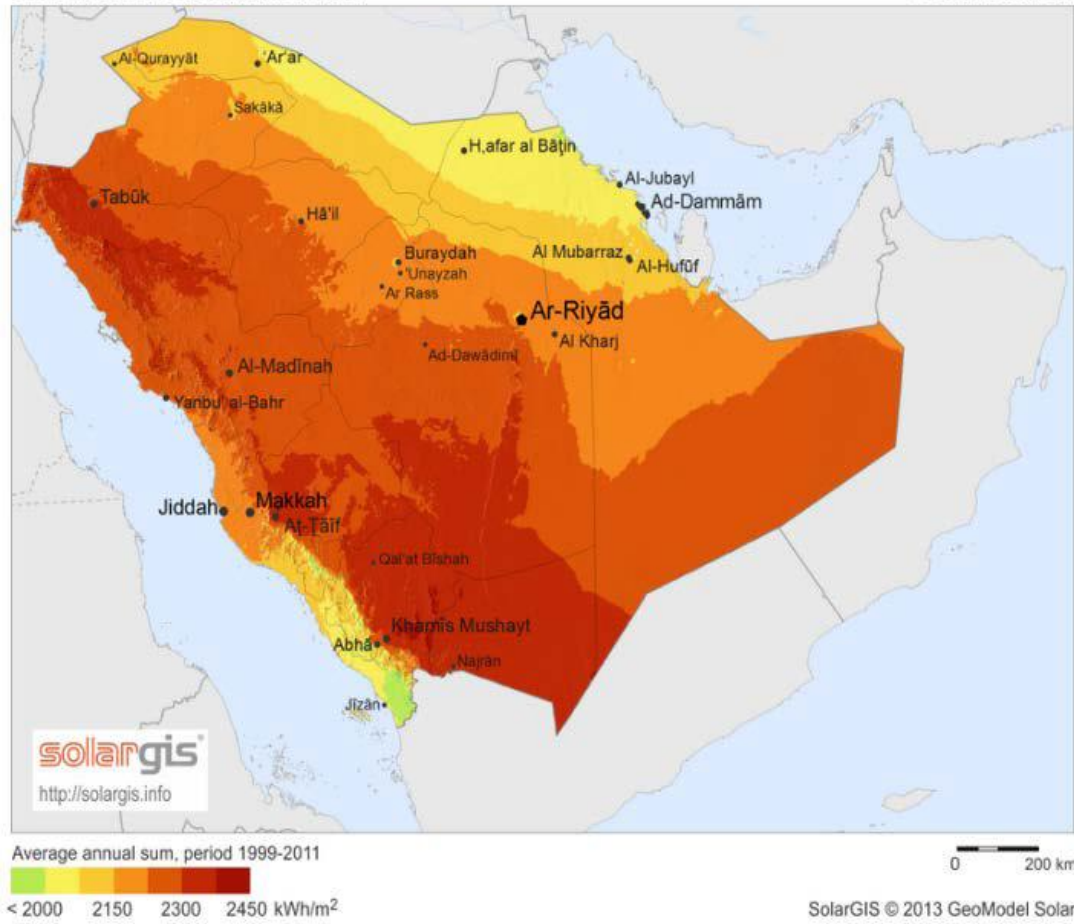 Al-Qurayyāt
'Ar'ar
Sakākā
H,afar al Bāţin
Al-Jubayl
Ad-Dammām
Tabūk
Hā'il
Buraydah
'Unayzah
Ar Rass
Al Mubarraz
Al-Hufūf
Ar-Riyād
Al Kharj
Ad-Dawādimī
Al-Madīnah
Yanbu' al-Bahr
Jiddah
Makkah
Aţ-Ţāīf
Qal'at Bīshah
Khamīs Mushayt
Abhā
Najrān
Jīzān
solargis
http://solargis.info
Average annual sum, period 1999-2011
< 2000 2150 2300 2450 kWh/m²
0 200 km
SolarGIS © 2013 GeoModel Solar